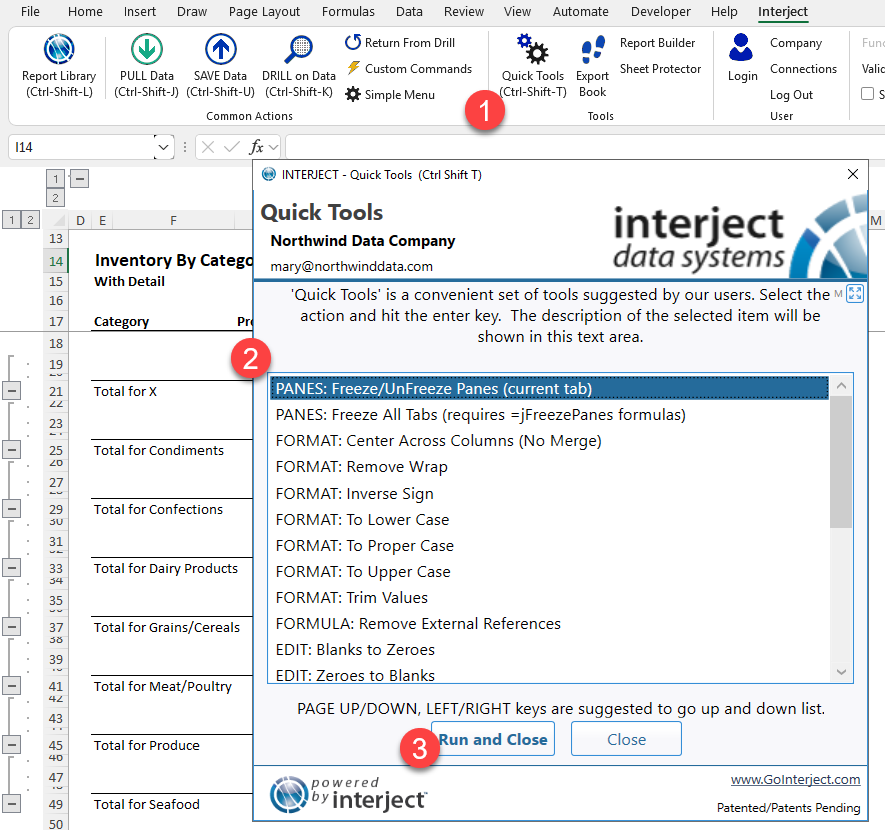 File Home Insert Draw Page Layout Formulas Data Review View Automate Developer Help Interject
Report Library
(Ctrl-Shift-L)
PULL Data
(Ctrl-Shift-J)
SAVE Data
(Ctrl-Shift-U)
DRILL on Data
(Ctrl-Shift-K)
Return From Drill
Custom Commands
Simple Menu
Common Actions
1
Quick Tools
(Ctrl-Shift-T)
Export
Book
Report Builder
Sheet Protector
Tools
Login
Company
Connections
Log Out
User
I14
fx
1
2
1 2
D E F M
INTERJECT - Quick Tools (Ctrl Shift T)
Quick Tools
Northwind Data Company
mary@northwinddata.com
interject
data systems
'Quick Tools' is a convenient set of tools suggested by our users. Select the
action and hit the enter key. The description of the selected item will be
shown in this text area.
M
2
PANES: Freeze/UnFreeze Panes (current tab)
PANES: Freeze All Tabs (requires =jFreezePanes formulas)
FORMAT: Center Across Columns (No Merge)
FORMAT: Remove Wrap
FORMAT: Inverse Sign
FORMAT: To Lower Case
FORMAT: To Proper Case
FORMAT: To Upper Case
FORMAT: Trim Values
FORMULA: Remove External References
EDIT: Blanks to Zeroes
EDIT: Zeroes to Blanks
PAGE UP/DOWN, LEFT/RIGHT keys are suggested to go up and down list.
3
Run and Close
Close
powered
by interject
www.GoInterject.com
Patented/Patents Pending
13
14 Inventory By Catego
15 With Detail
16
17 Category Pro
18
19
21 Total for X
22
23
25 Total for Condiments
26
27
29 Total for Confections
30
31
33 Total for Dairy Products
34
35
37 Total for Grains/Cereals
38
39
41 Total for Meat/Poultry
42
43
45 Total for Produce
46
47
49 Total for Seafood
50